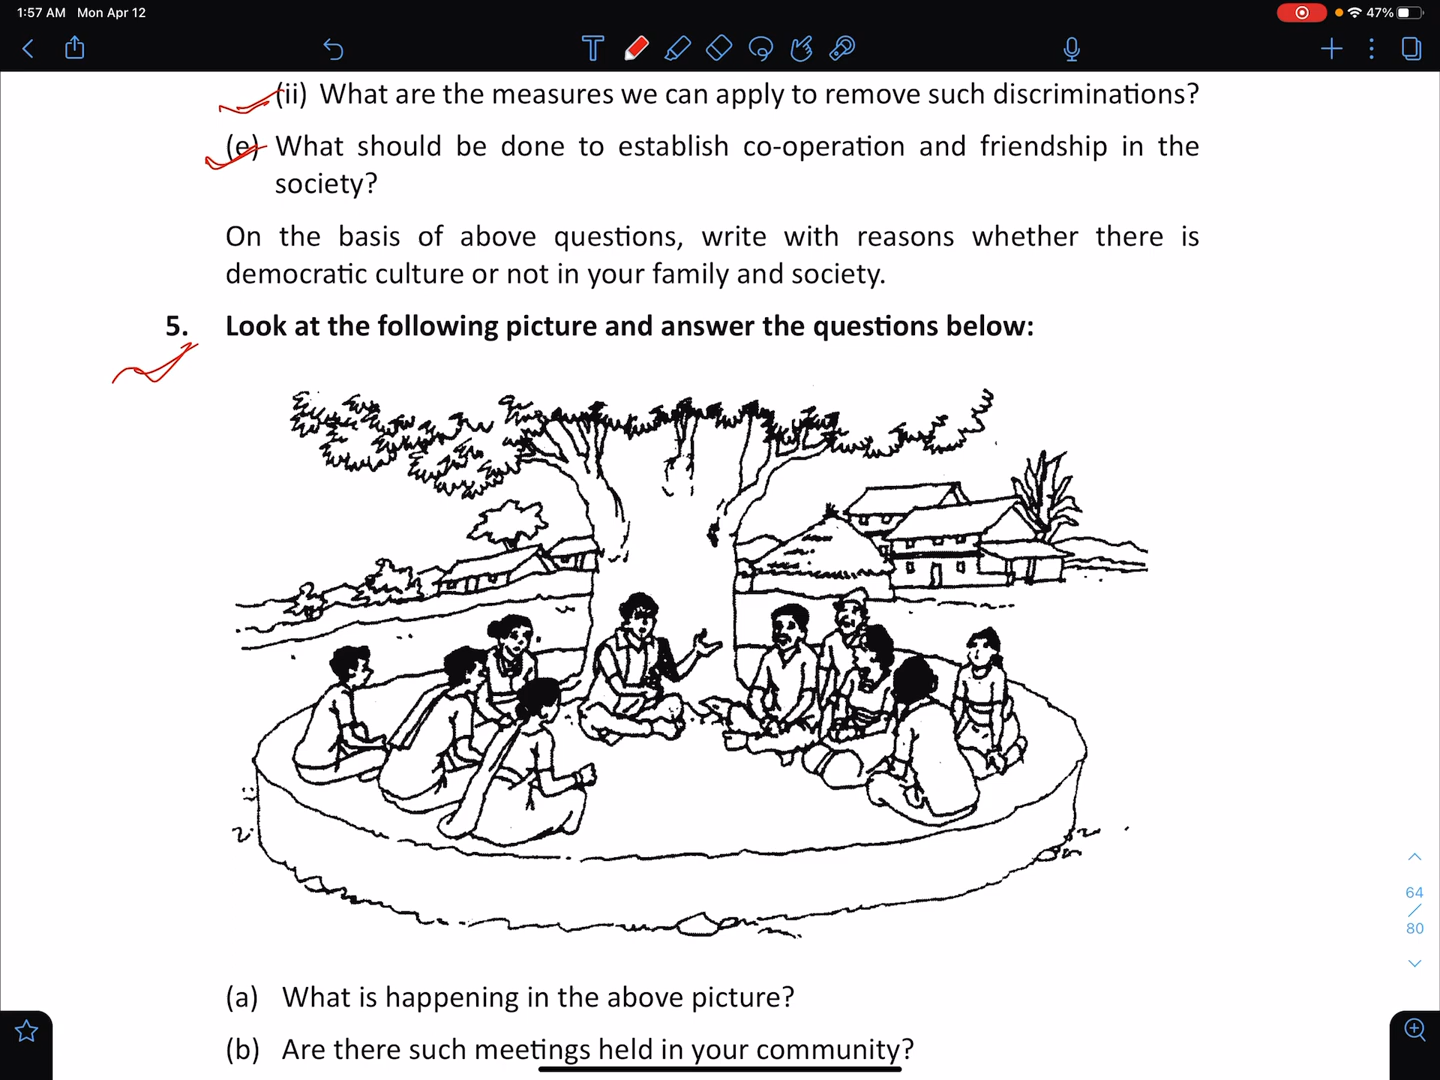 1:57 AM Mon Apr 12
47%
(ii) What are the measures we can apply to remove such discriminations?
(e) What should be done to establish co-operation and friendship in the
society?
On the basis of above questions, write with reasons whether there is
democratic culture or not in your family and society.
5. Look at the following picture and answer the questions below:
64
/
80
(a) What is happening in the above picture?
(b) Are there such meetings held in your community?